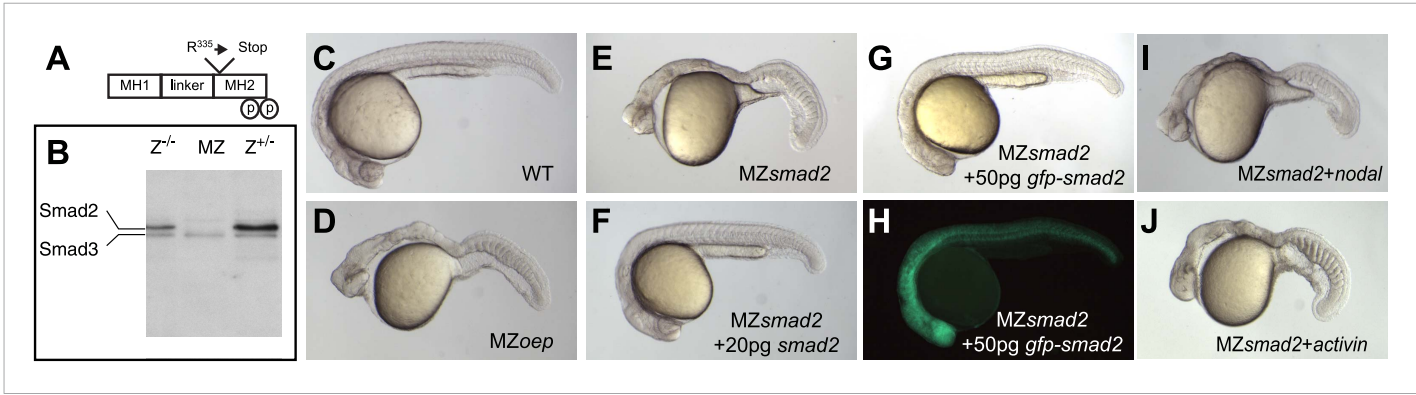 A
R335 Stop
MH1 linker MH2
p p
B
Z-/- MZ Z+/-
Smad2
Smad3
C
WT
D
MZoep
E
MZsmad2
F
MZsmad2
+20pg smad2
G
MZsmad2
+50pg gfp-smad2
H
MZsmad2
+50pg gfp-smad2
I
MZsmad2+nodal
J
MZsmad2+activin